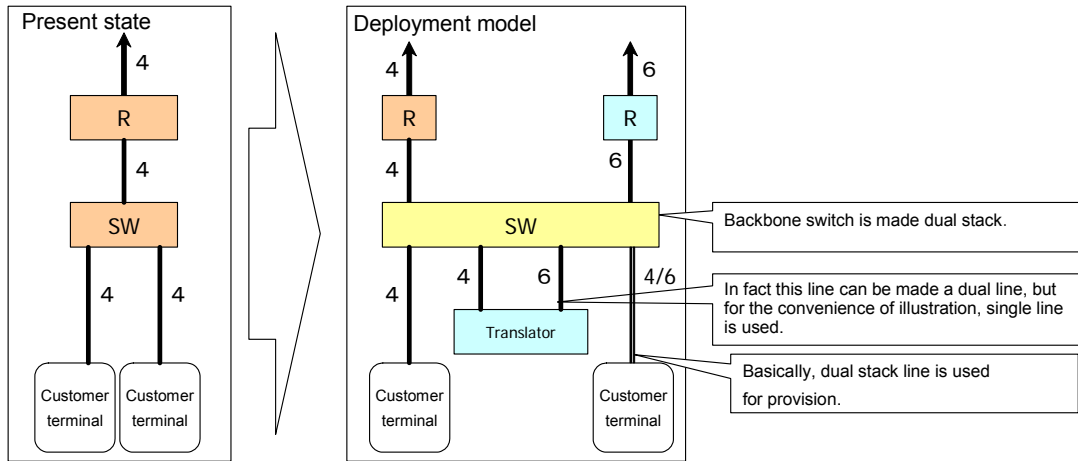 Present state
4
R
4
SW
4
4
Customer
terminal
Customer
terminal
Deployment model
4
6
R
R
4
6
SW
4
4
6
4/6
Translator
Customer
terminal
Customer
terminal
Backbone switch is made dual stack.
In fact this line can be made a dual line, but
for the convenience of illustration, single line
is used.
Basically, dual stack line is used
for provision.